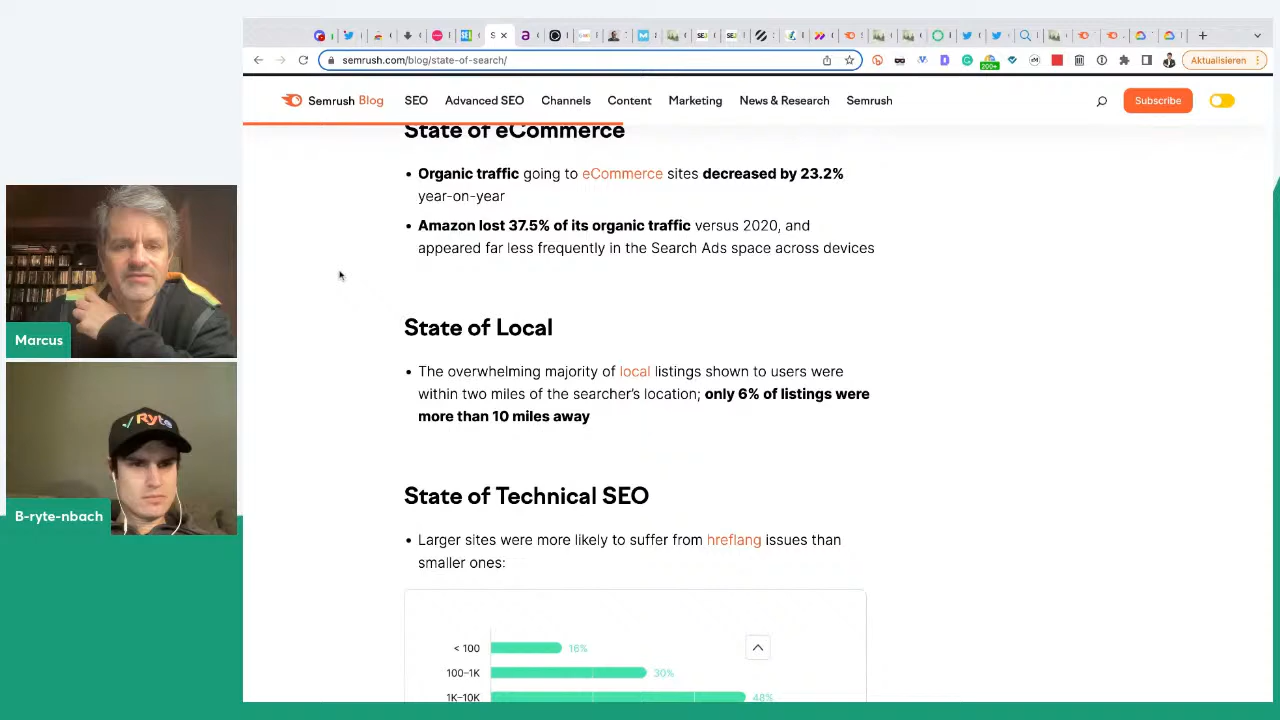 semrush.com/blog/state-of-search/
200+
Aktualisieren
Semrush Blog
SEO
Advanced SEO
Channels
Content
Marketing
News & Research
Semrush
Subscribe
State of eCommerce
• Organic traffic going to eCommerce sites decreased by 23.2%
year-on-year
• Amazon lost 37.5% of its organic traffic versus 2020, and
appeared far less frequently in the Search Ads space across devices
State of Local
• The overwhelming majority of local listings shown to users were
within two miles of the searcher's location; only 6% of listings were
more than 10 miles away
State of Technical SEO
• Larger sites were more likely to suffer from hreflang issues than
smaller ones:
< 100
16%
100–1K
30%
1K–10K
48%
Marcus
Ryte
B-ryte-nbach